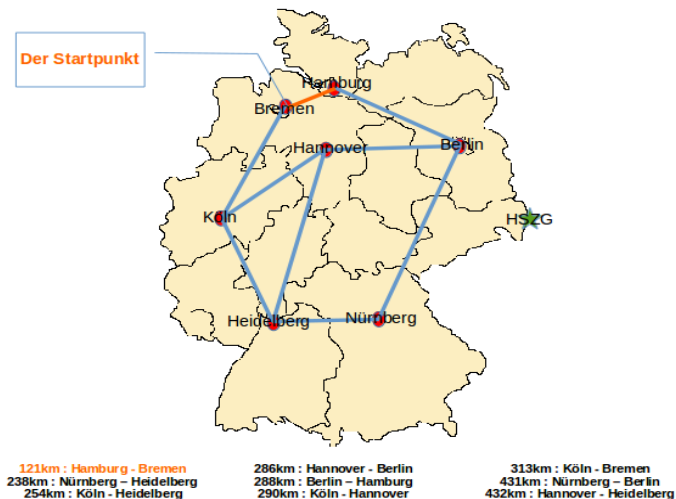 Der Startpunkt
Hamburg
Bremen
Hannover
Berlin
Köln
HSZG
Heidelberg
Nürnberg
121km : Hamburg - Bremen
286km : Hannover - Berlin
313km : Köln - Bremen
238km : Nürnberg – Heidelberg
288km : Berlin – Hamburg
431km : Nürnberg – Berlin
254km : Köln - Heidelberg
290km : Köln - Hannover
432km : Hannover - Heidelberg